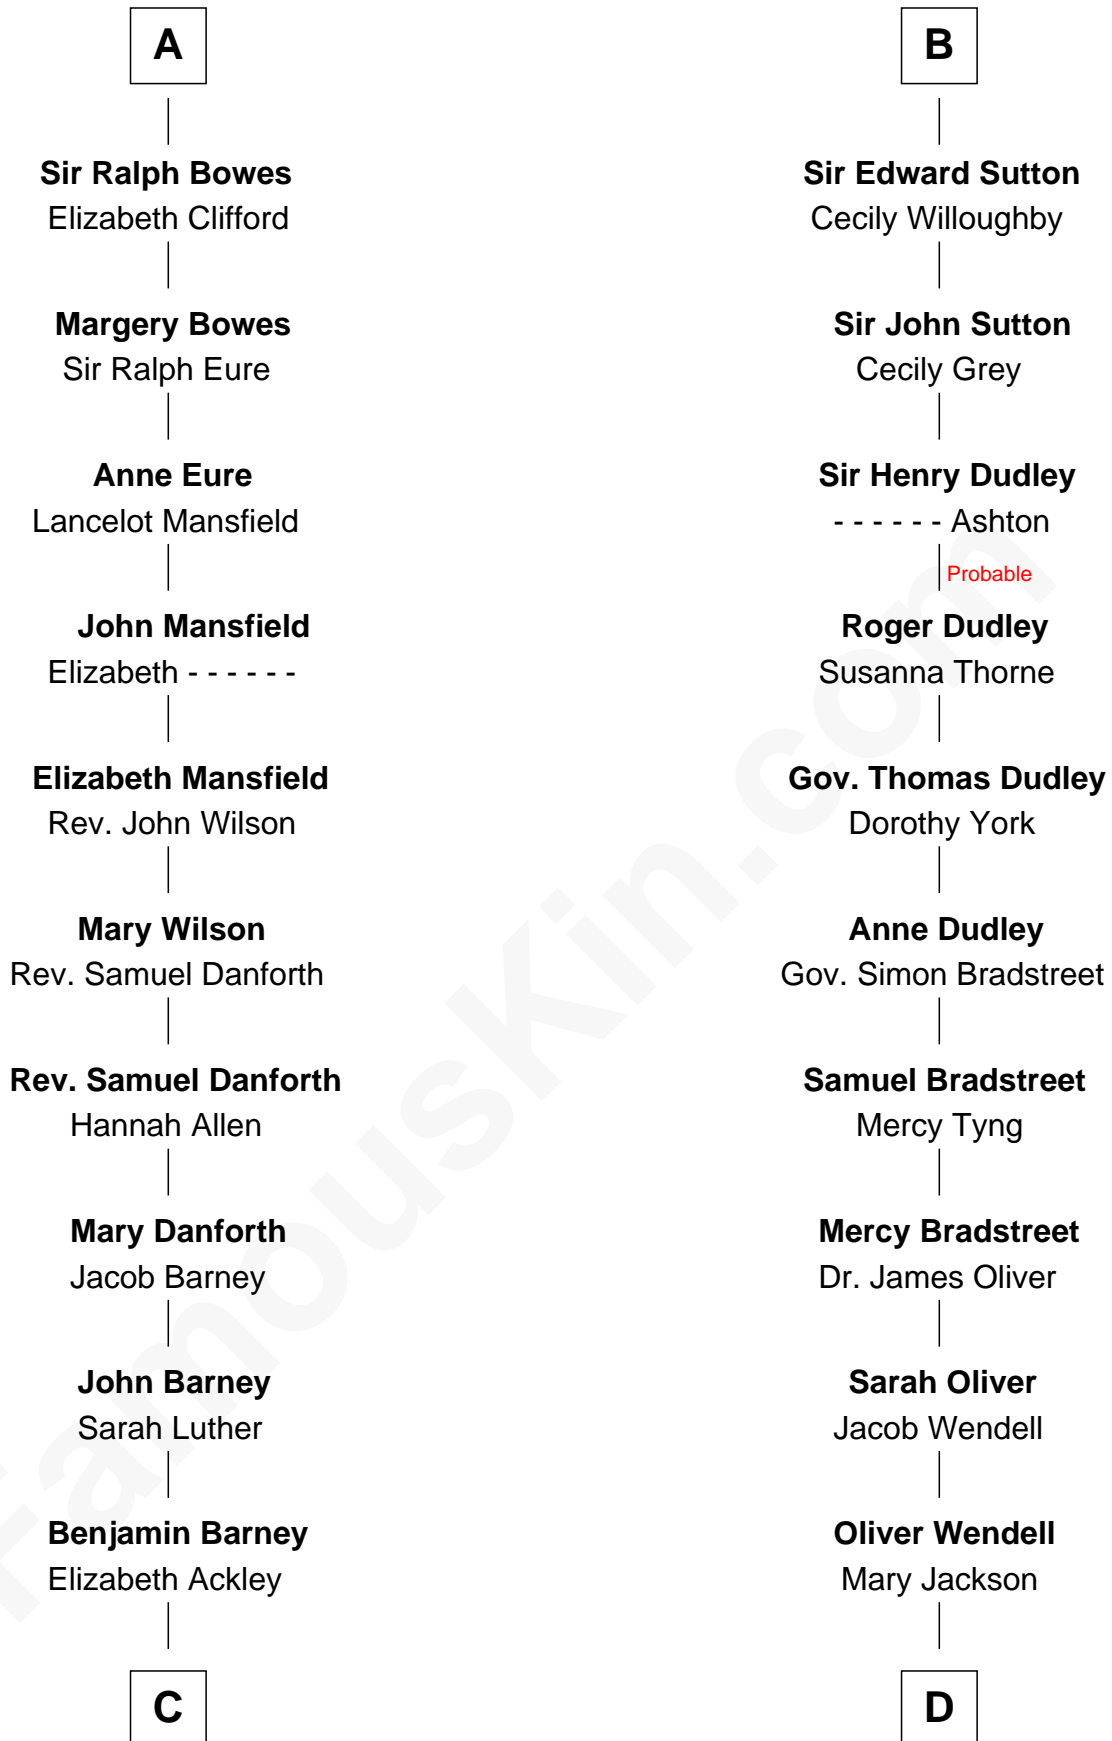 A
Sir Ralph Bowes
Elizabeth Clifford
Margery Bowes
Sir Ralph Eure
Anne Eure
Lancelot Mansfield
John Mansfield
Elizabeth - - - - - -
Elizabeth Mansfield
Rev. John Wilson
Mary Wilson
Rev. Samuel Danforth
Rev. Samuel Danforth
Hannah Allen
Mary Danforth
Jacob Barney
John Barney
Sarah Luther
Benjamin Barney
Elizabeth Ackley
C
B
Sir Edward Sutton
Cecily Willoughby
Sir John Sutton
Cecily Grey
Sir Henry Dudley
- - - - - - Ashton
Probable
Roger Dudley
Susanna Thorne
Gov. Thomas Dudley
Dorothy York
Anne Dudley
Gov. Simon Bradstreet
Samuel Bradstreet
Mercy Tyng
Mercy Bradstreet
Dr. James Oliver
Sarah Oliver
Jacob Wendell
Oliver Wendell
Mary Jackson
D
FamousKin.com